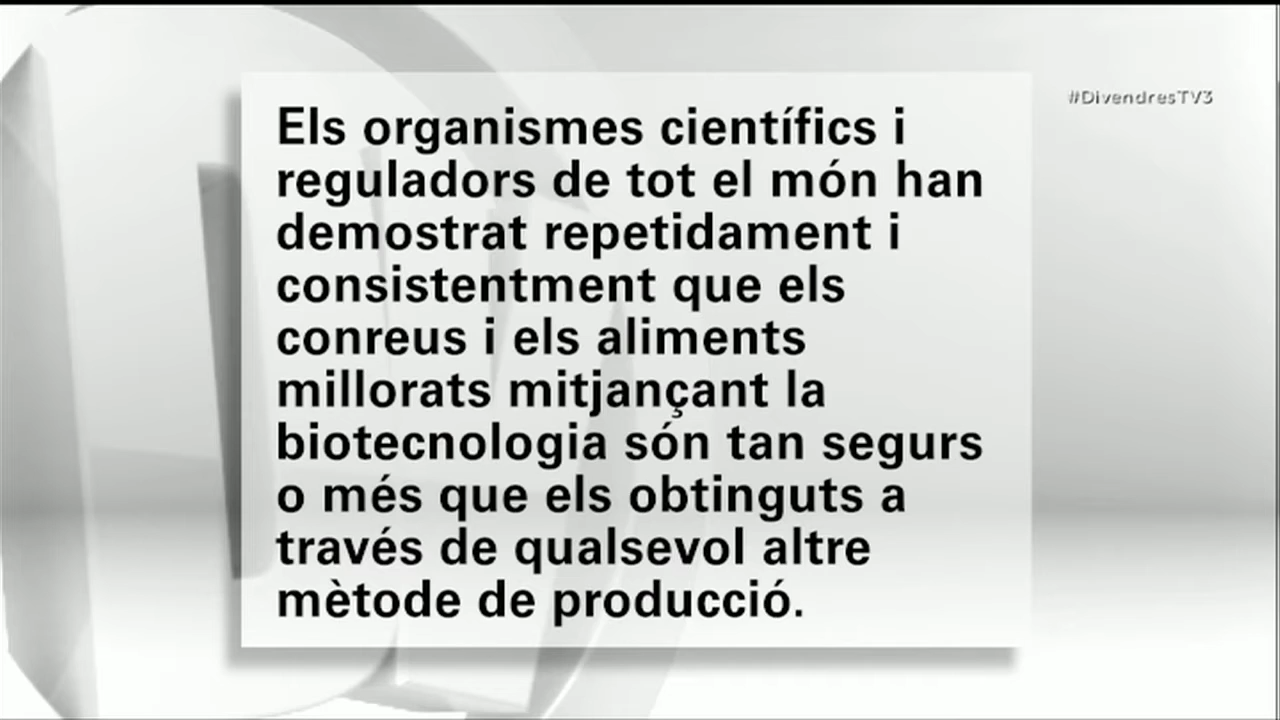 #DivendresTV3
Els organismes científics i
reguladors de tot el món han
demostrat repetidament i
consistentment que els
conreus i els aliments
millorats mitjançant la
biotecnologia són tan segurs
o més que els obtinguts a
través de qualsevol altre
mètode de producció.